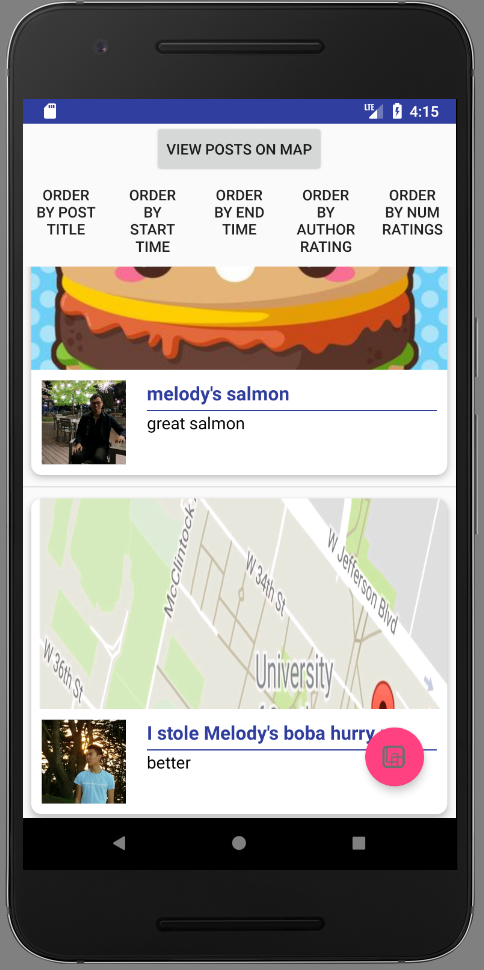 LTE 4:15
VIEW POSTS ON MAP
ORDER BY POST TITLE
ORDER BY START TIME
ORDER BY END TIME
ORDER BY AUTHOR RATING
ORDER BY NUM RATINGS
melody's salmon
great salmon
McClintock
W 34th St
W Jefferson Blvd
W 36th St
University
I stole Melody's boba hurry
better